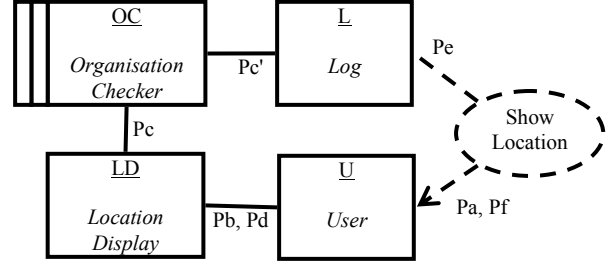 OC
Organisation
Checker
Pc'
L
Log
Pe
Show
Location
Pc
LD
Location
Display
Pb, Pd
U
User
Pa, Pf